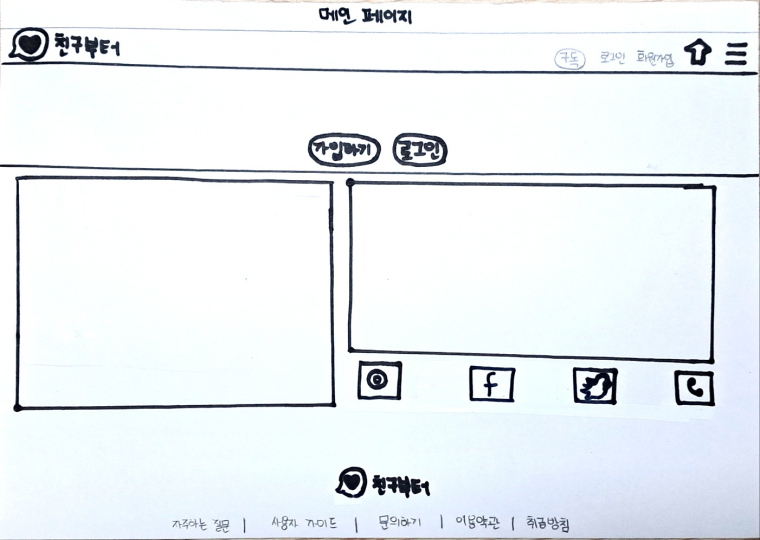 메인 페이지
친구부터
구독 로그인 회원가입
가입하기 로그인
f
친구부터
자주하는 질문 | 사용자 가이드 | 문의하기 | 이용약관 | 취급방침